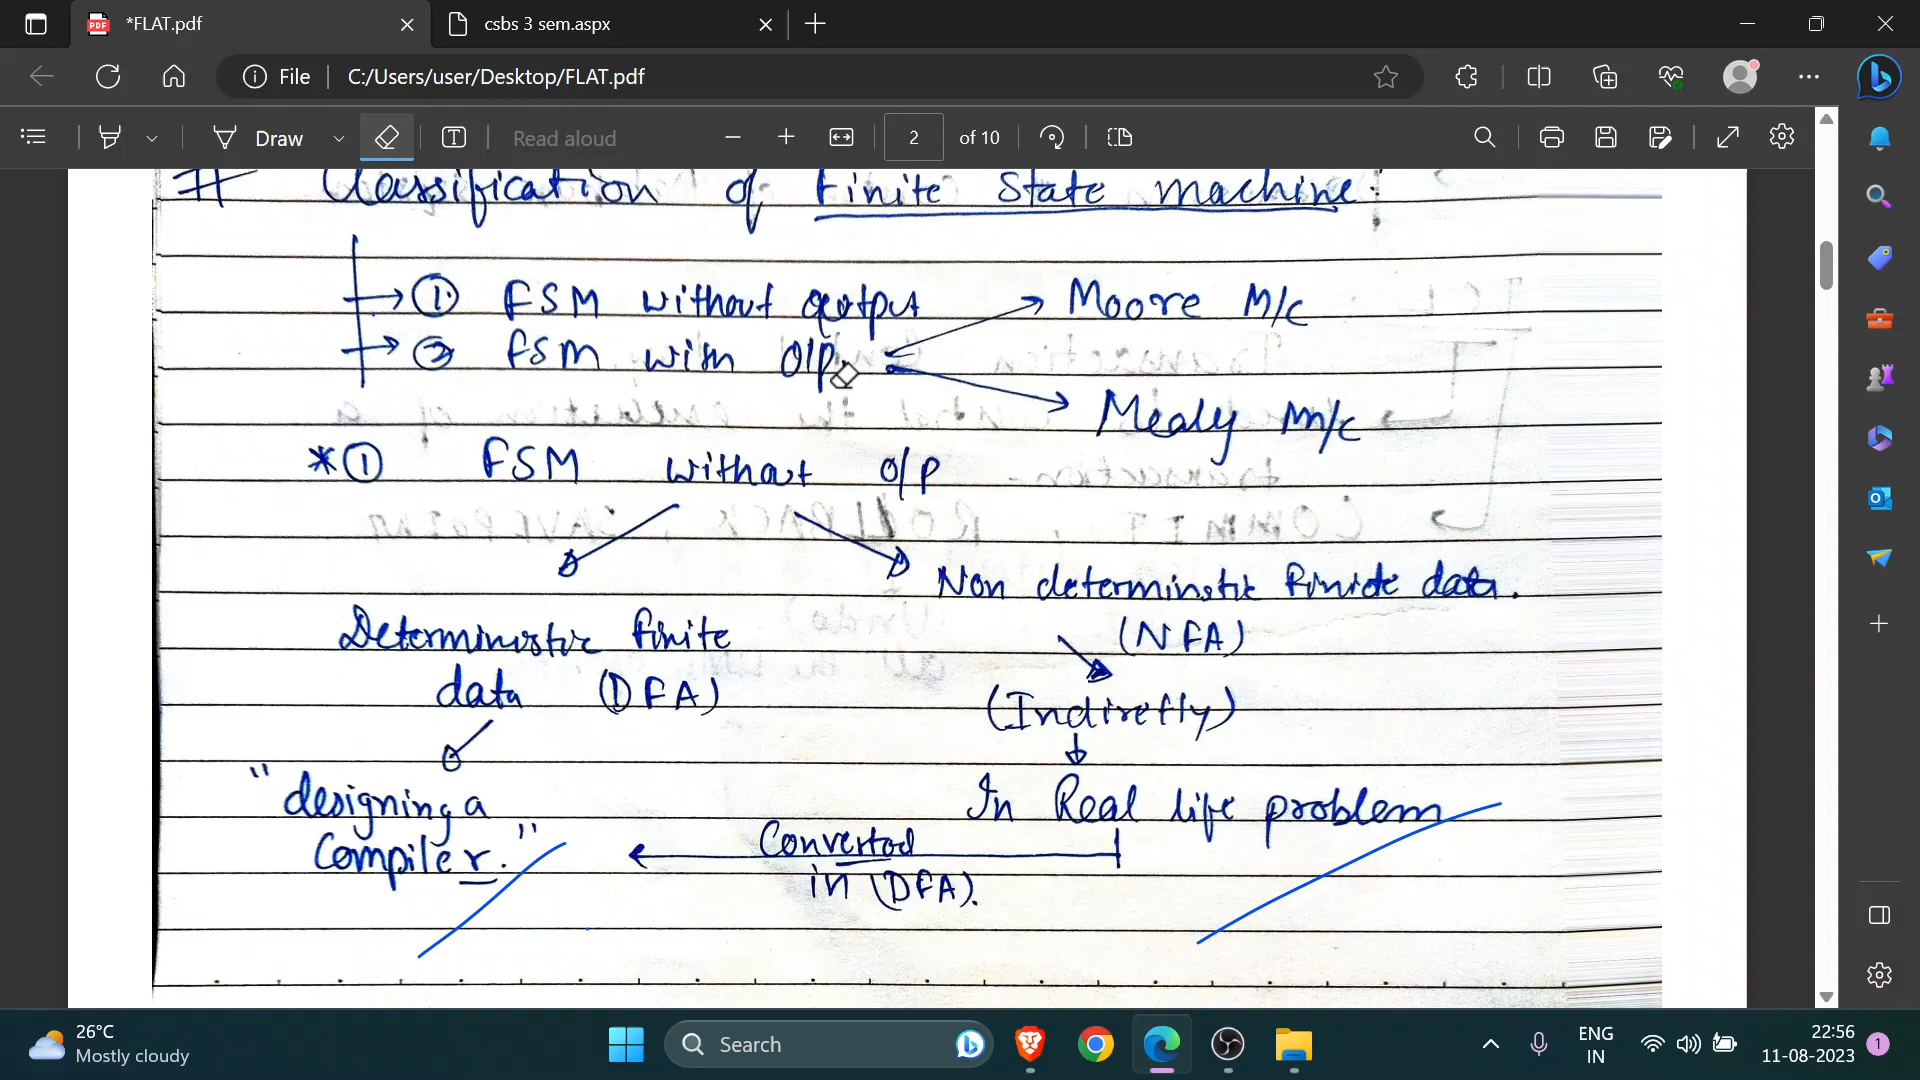 *FLAT.pdf
csbs 3 sem.aspx
File
C:/Users/user/Desktop/FLAT.pdf
Draw
Read aloud
2
of 10
# Classification of Finite State machine:
① FSM without output
Moore M/c
② FSM with O/P.
Mealy M/c
*① FSM without O/P
Non deterministic finite data.
(NFA)
Deterministic finite
data (DFA)
(Indirectly)
"designing a
Compiler."
In Real life problem
Converted
in (DFA).
26°C
Mostly cloudy
Search
ENG
IN
22:56
11-08-2023
1